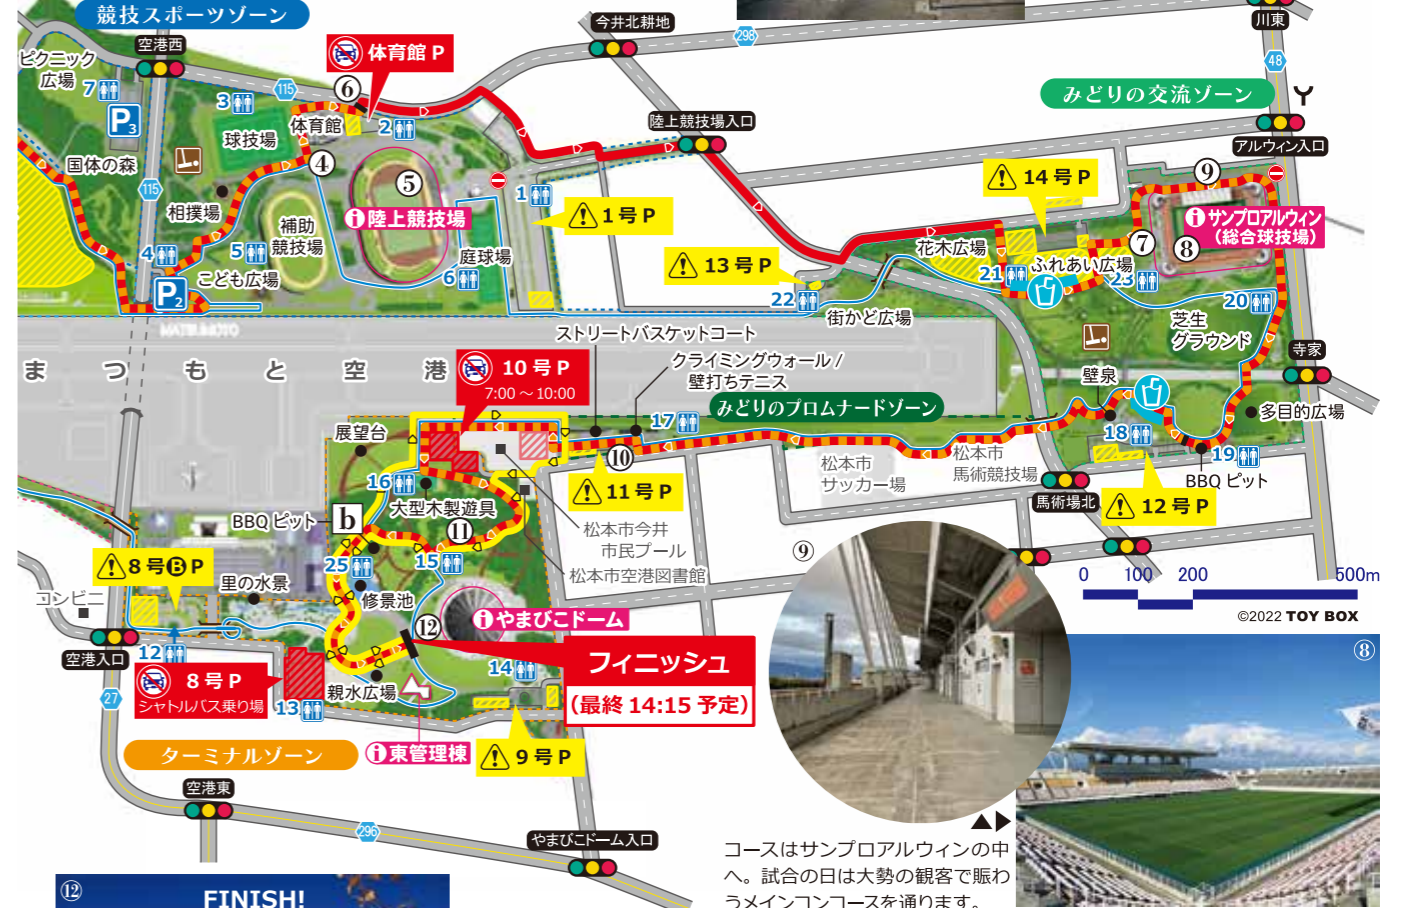 競技スポーツゾーン
空港西
ピクニック
広場
7
P3
3
115
球技場
体育館
⑥
体育館 P
2
今井北耕地
298
川東
48
みどりの交流ゾーン
陸上競技場入口
アルウィン入口
国体の森
115
相撲場
④
⑤
陸上競技場
補助
競技場
4
5
こども広場
P2
6
庭球場
1
1号 P
13号 P
22
街かど広場
14号 P
花木広場
21
ふれあい広場
23
⑦
⑧
⑨
サンプロアルウィン
(総合球技場)
20
芝生
グラウンド
寺家
壁泉
多目的広場
18
19
BBQ ピット
12号 P
馬術場北
MATSUMOTO
まつもと空港
ストリートバスケットコート
クライミングウォール /
壁打ちテニス
みどりのプロムナードゾーン
10号 P
7:00～10:00
17
⑩
11号 P
松本市
サッカー場
松本市
馬術競技場
展望台
16
大型木製遊具
BBQ ピット
b
⑪
松本市今井
市民プール
松本市空港図書館
25
15
修景池
里の水景
8号B P
コンビニ
空港入口
12
27
8号 P
シャトルバス乗り場
13
親水広場
⑫
やまびこドーム
14
フィニッシュ
(最終 14:15 予定)
東管理棟
9号 P
ターミナルゾーン
空港東
296
やまびこドーム入口
0 100 200 500m
©2022 TOY BOX
⑨
⑧
▲▶
コースはサンプロアルウィンの中
へ。試合の日は大勢の観客で賑わ
うメインコンコースを通ります。
⑫
FINISH!